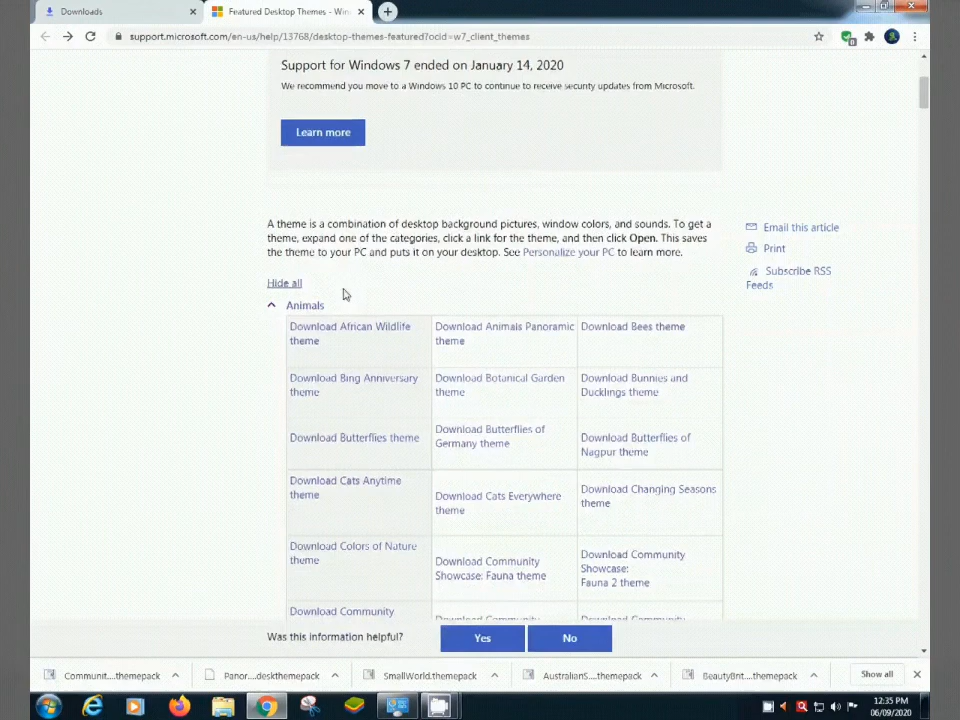 Downloads
Featured Desktop Themes - Win
support.microsoft.com/en-us/help/13768/desktop-themes-featured?ocid=w7_client_themes
Support for Windows 7 ended on January 14, 2020
We recommend you move to a Windows 10 PC to continue to receive security updates from Microsoft.
Learn more
A theme is a combination of desktop background pictures, window colors, and sounds. To get a
theme, expand one of the categories, click a link for the theme, and then click Open. This saves
the theme to your PC and puts it on your desktop. See Personalize your PC to learn more.
Email this article
Print
Subscribe RSS
Feeds
Hide all
Animals
Download African Wildlife
theme
Download Animals Panoramic
theme
Download Bees theme
Download Bing Anniversary
theme
Download Botanical Garden
theme
Download Bunnies and
Ducklings theme
Download Butterflies theme
Download Butterflies of
Germany theme
Download Butterflies of
Nagpur theme
Download Cats Anytime
theme
Download Cats Everywhere
theme
Download Changing Seasons
theme
Download Colors of Nature
theme
Download Community
Showcase: Fauna theme
Download Community
Showcase:
Fauna 2 theme
Download Community
Download Community
Download Community
Was this information helpful?
Yes
No
Communit....themepack
Panor....deskthemepack
SmallWorld.themepack
AustralianS....themepack
BeautyBnt....themepack
Show all
12:35 PM
06/09/2020